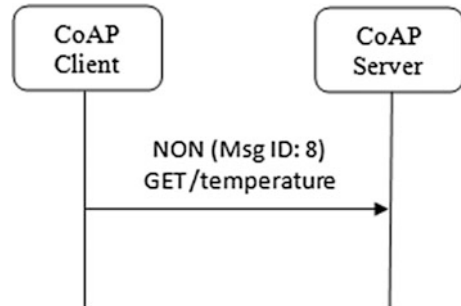 CoAP
Client
CoAP
Server
NON (Msg ID: 8)
GET/temperature